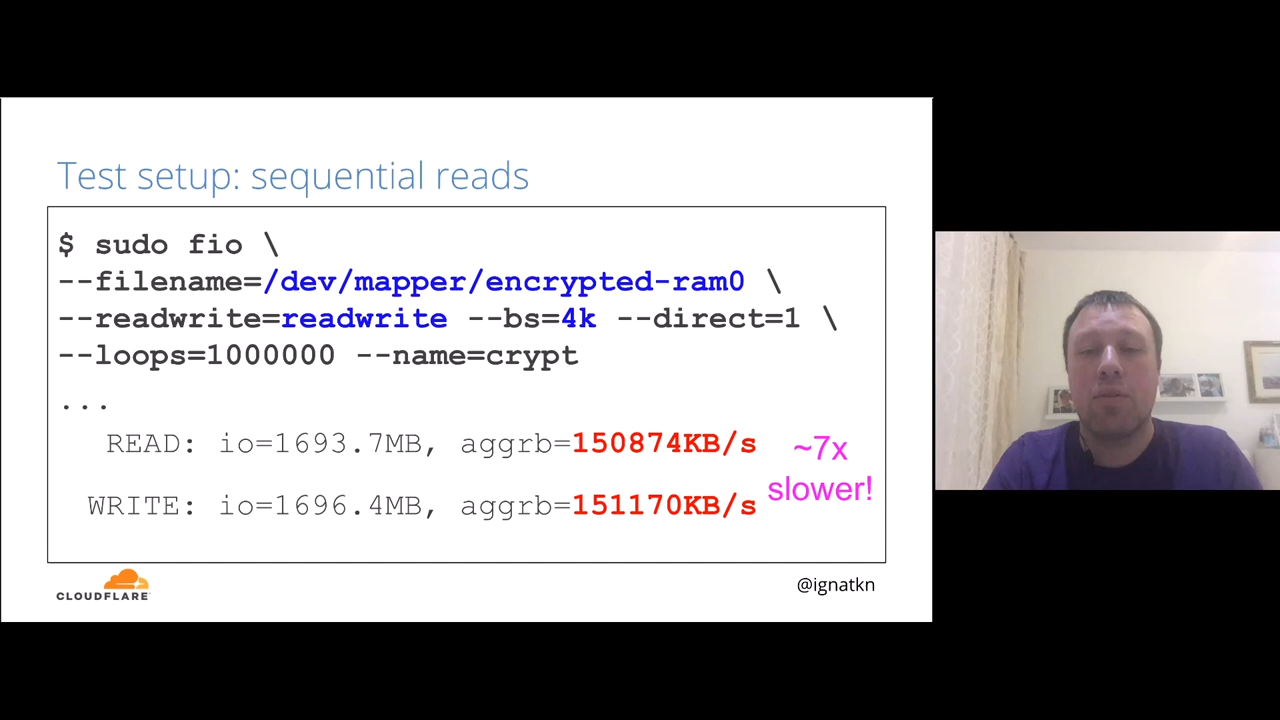 Test setup: sequential reads
$ sudo fio \
--filename=/dev/mapper/encrypted-ram0 \
--readwrite=readwrite --bs=4k --direct=1 \
--loops=1000000 --name=crypt
...
READ: io=1693.7MB, aggrb=150874KB/s
WRITE: io=1696.4MB, aggrb=151170KB/s
~7x
slower!
CLOUDFLARE
@ignatkn